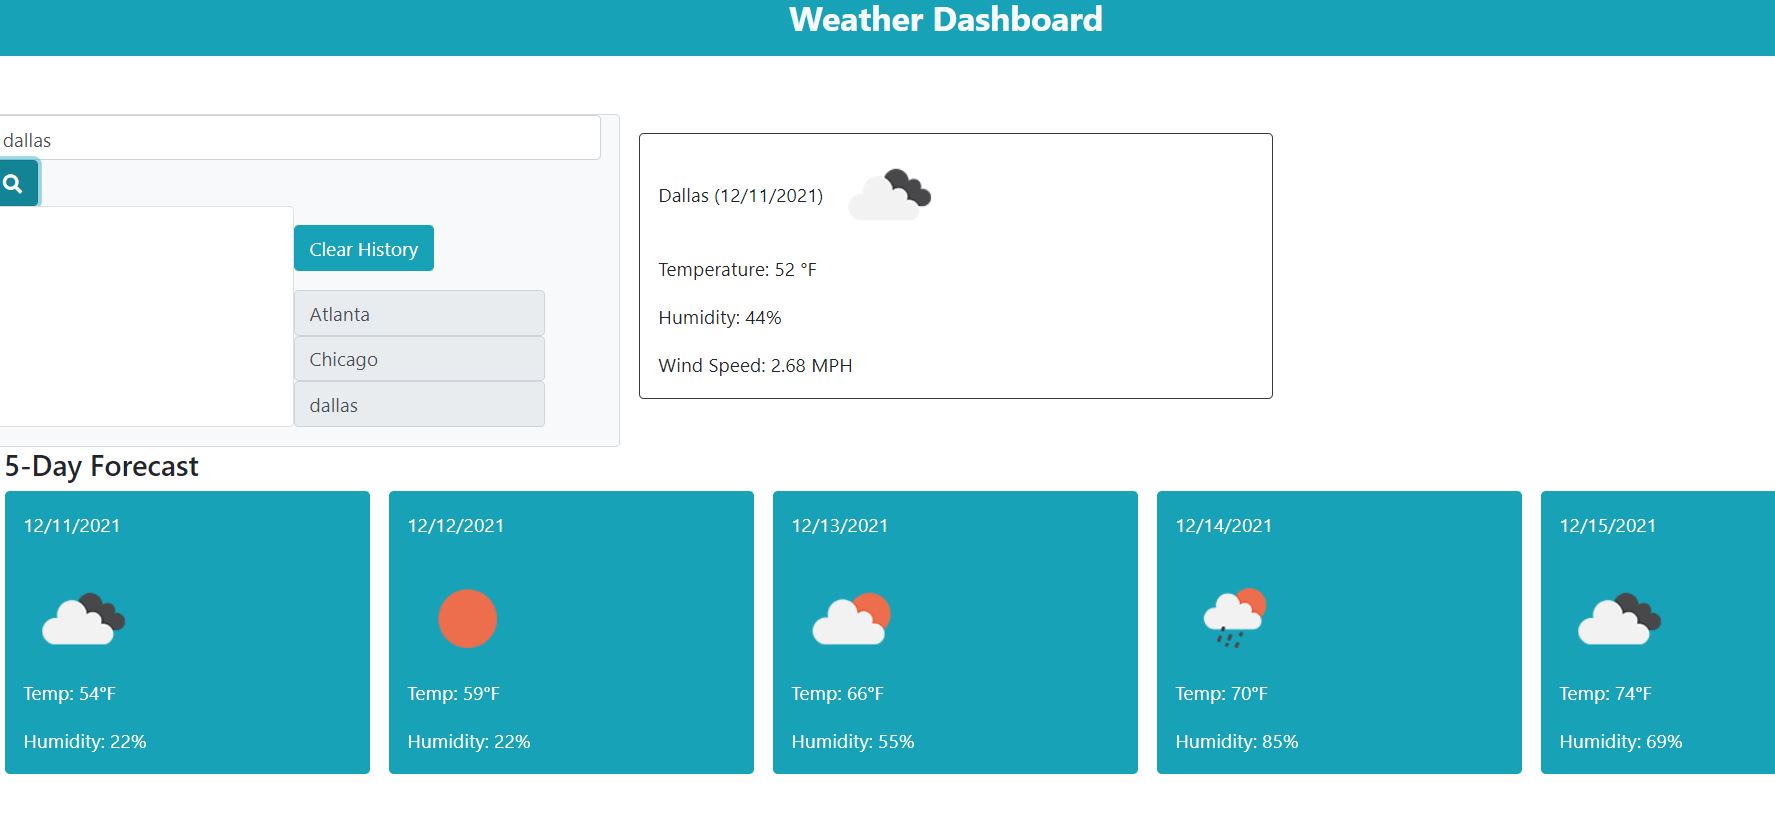 Weather Dashboard
dallas
Clear History
Atlanta
Chicago
dallas
Dallas (12/11/2021)
Temperature: 52 °F
Humidity: 44%
Wind Speed: 2.68 MPH
5-Day Forecast
12/11/2021
Temp: 54°F
Humidity: 22%
12/12/2021
Temp: 59°F
Humidity: 22%
12/13/2021
Temp: 66°F
Humidity: 55%
12/14/2021
Temp: 70°F
Humidity: 85%
12/15/2021
Temp: 74°F
Humidity: 69%